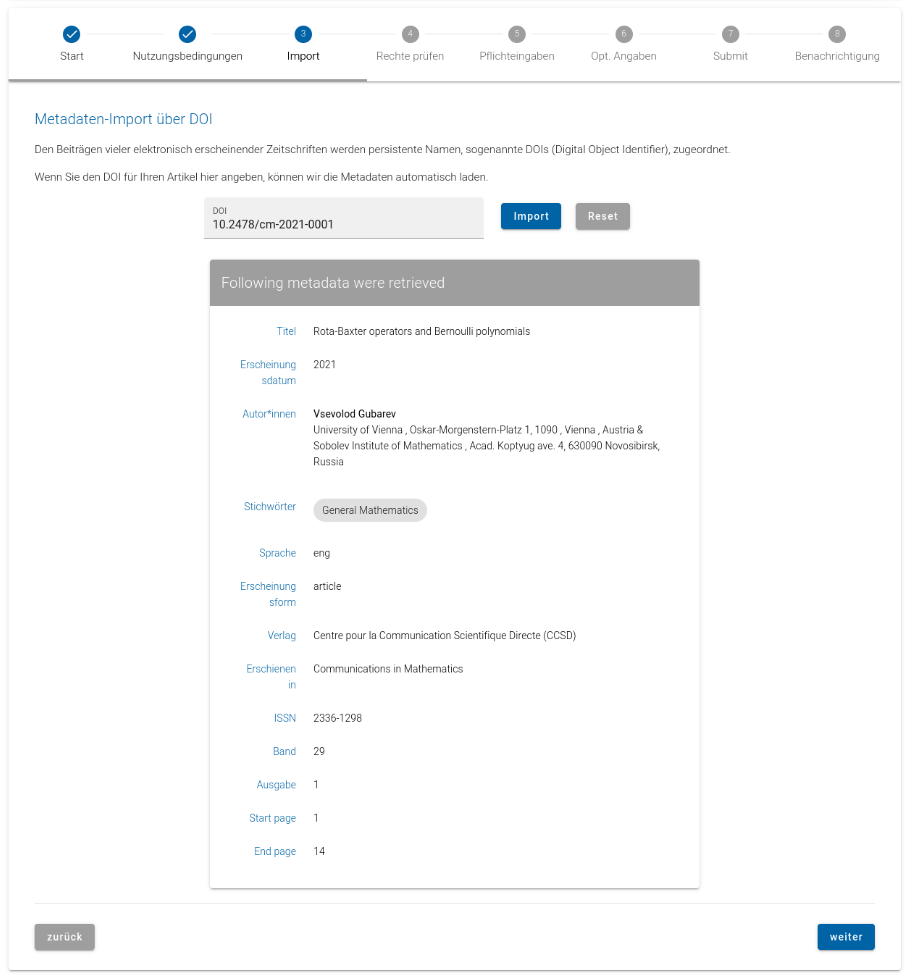 3 4 5 6 7 8
Start Nutzungsbedingungen Import Rechte prüfen Pflichteingaben Opt. Angaben Submit Benachrichtigung
Metadaten-Import über DOI
Den Beiträgen vieler elektronisch erscheinender Zeitschriften werden persistente Namen, sogenannte DOIs (Digital Object Identifier), zugeordnet.
Wenn Sie den DOI für Ihren Artikel hier angeben, können wir die Metadaten automatisch laden.
DOI
10.2478/cm-2021-0001 Import Reset
Following metadata were retrieved
Titel Rota-Baxter operators and Bernoulli polynomials
Erscheinung 2021
sdatum
Autor*innen Vsevolod Gubarev
University of Vienna , Oskar-Morgenstern-Platz 1, 1090 , Vienna , Austria &
Sobolev Institute of Mathematics , Acad. Koptyug ave. 4, 630090 Novosibirsk,
Russia
Stichwörter General Mathematics
Sprache eng
Erscheinung article
sform
Verlag Centre pour la Communication Scientifique Directe (CCSD)
Erschienen Communications in Mathematics
in
ISSN 2336-1298
Band 29
Ausgabe 1
Start page 1
End page 14
zurück weiter